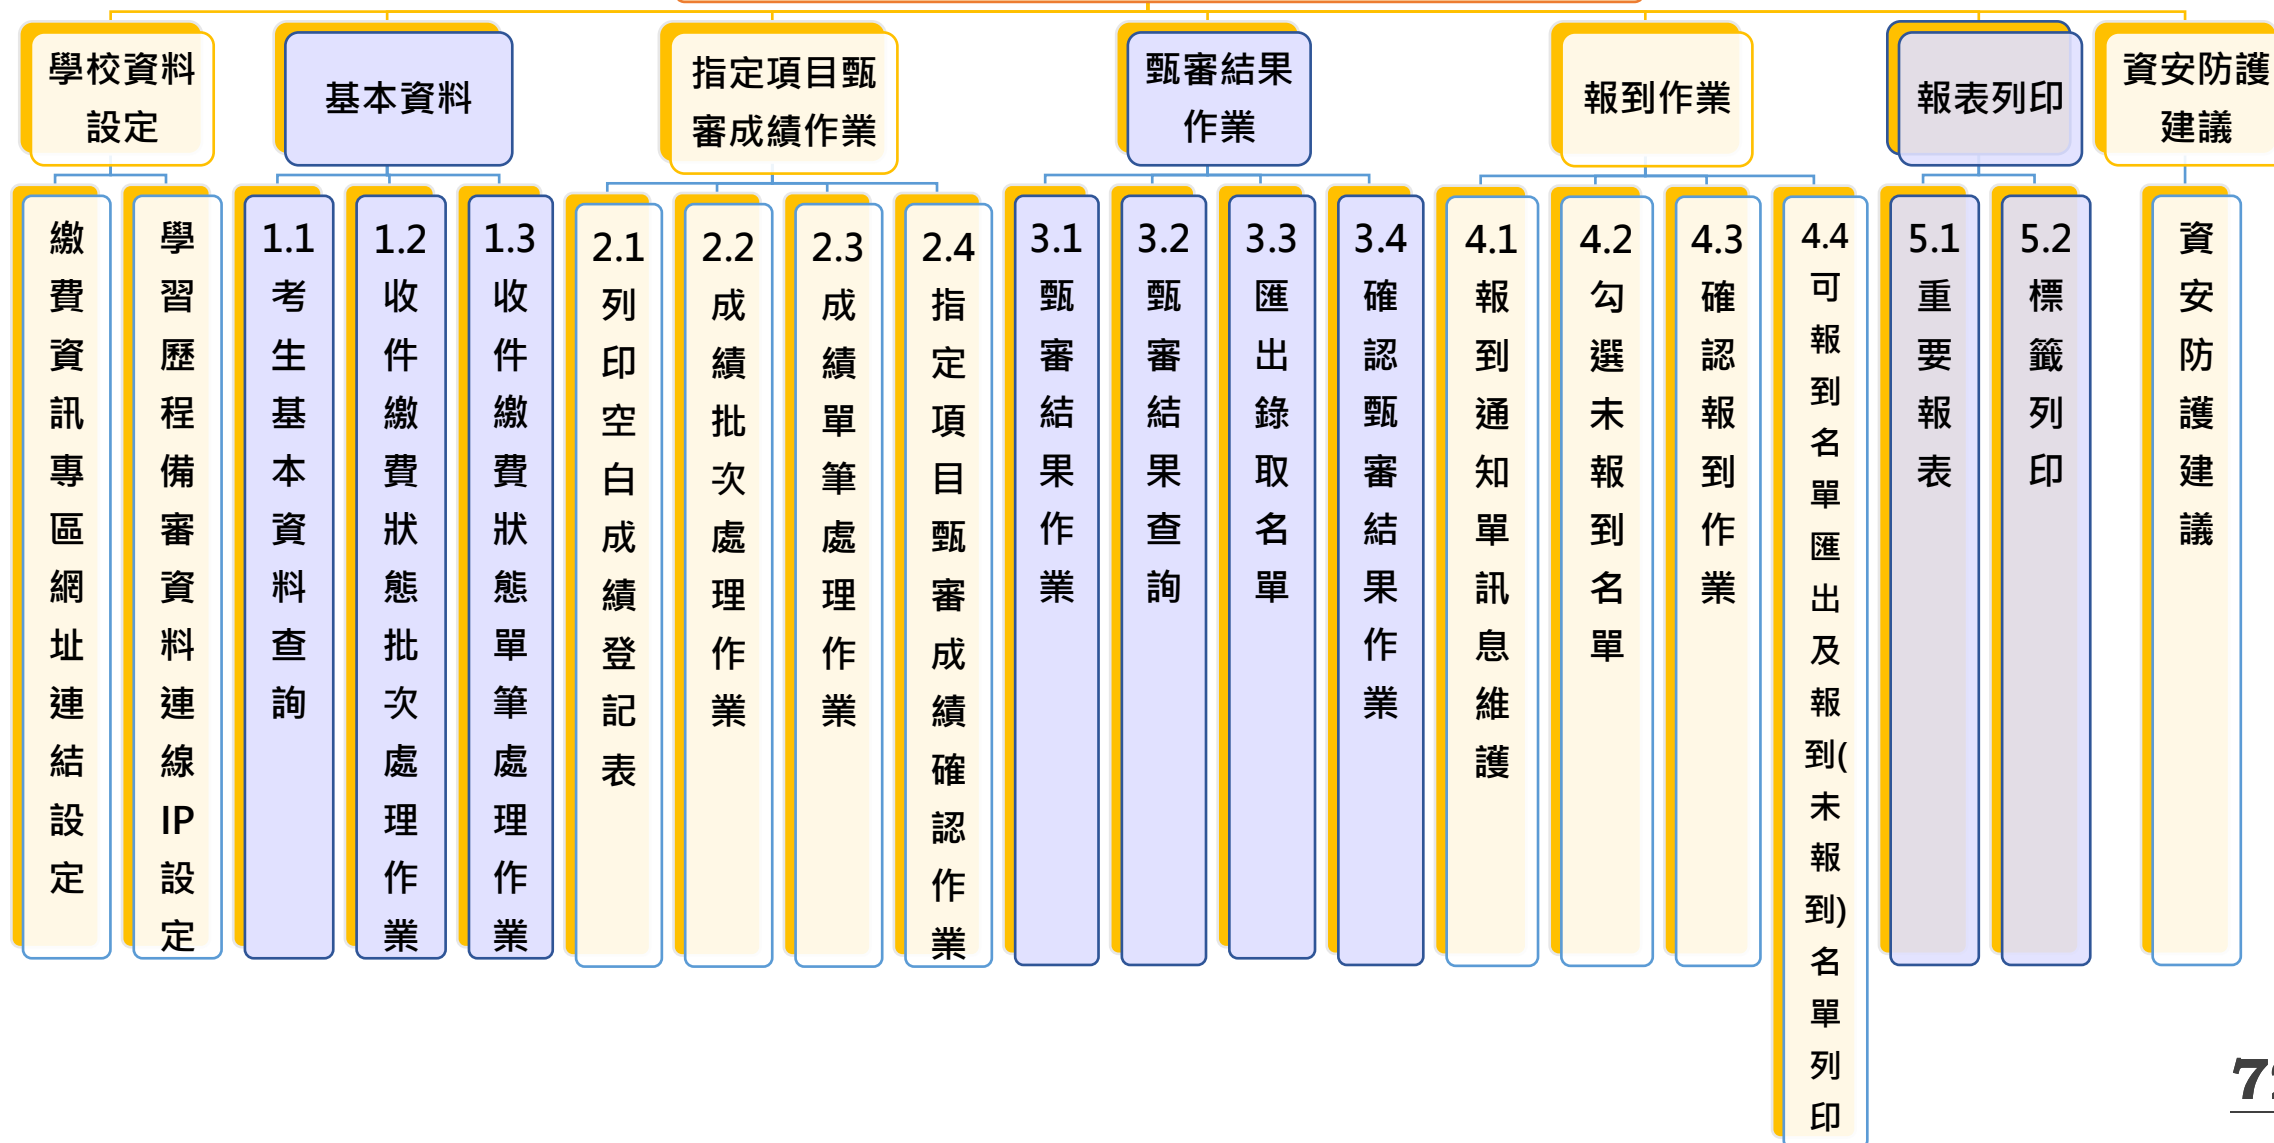 學校資料
設定
基本資料
指定項目甄
審成績作業
甄審結果
作業
報到作業
報表列印
資安防護
建議
繳費資訊專區網址連結設定
學習歷程備審資料連線IP設定
1.1考生基本資料查詢
1.2收件繳費狀態批次處理作業
1.3收件繳費狀態單筆處理作業
2.1列印空白成績登記表
2.2成績批次處理作業
2.3成績單筆處理作業
2.4指定項目甄審成績確認作業
3.1甄審結果作業
3.2甄審結果查詢
3.3匯出錄取名單
3.4確認甄審結果作業
4.1報到通知單訊息維護
4.2勾選未報到名單
4.3確認報到作業
4.4可報到名單匯出及報到(未報到)名單列印
5.1重要報表
5.2標籤列印
資安防護建議